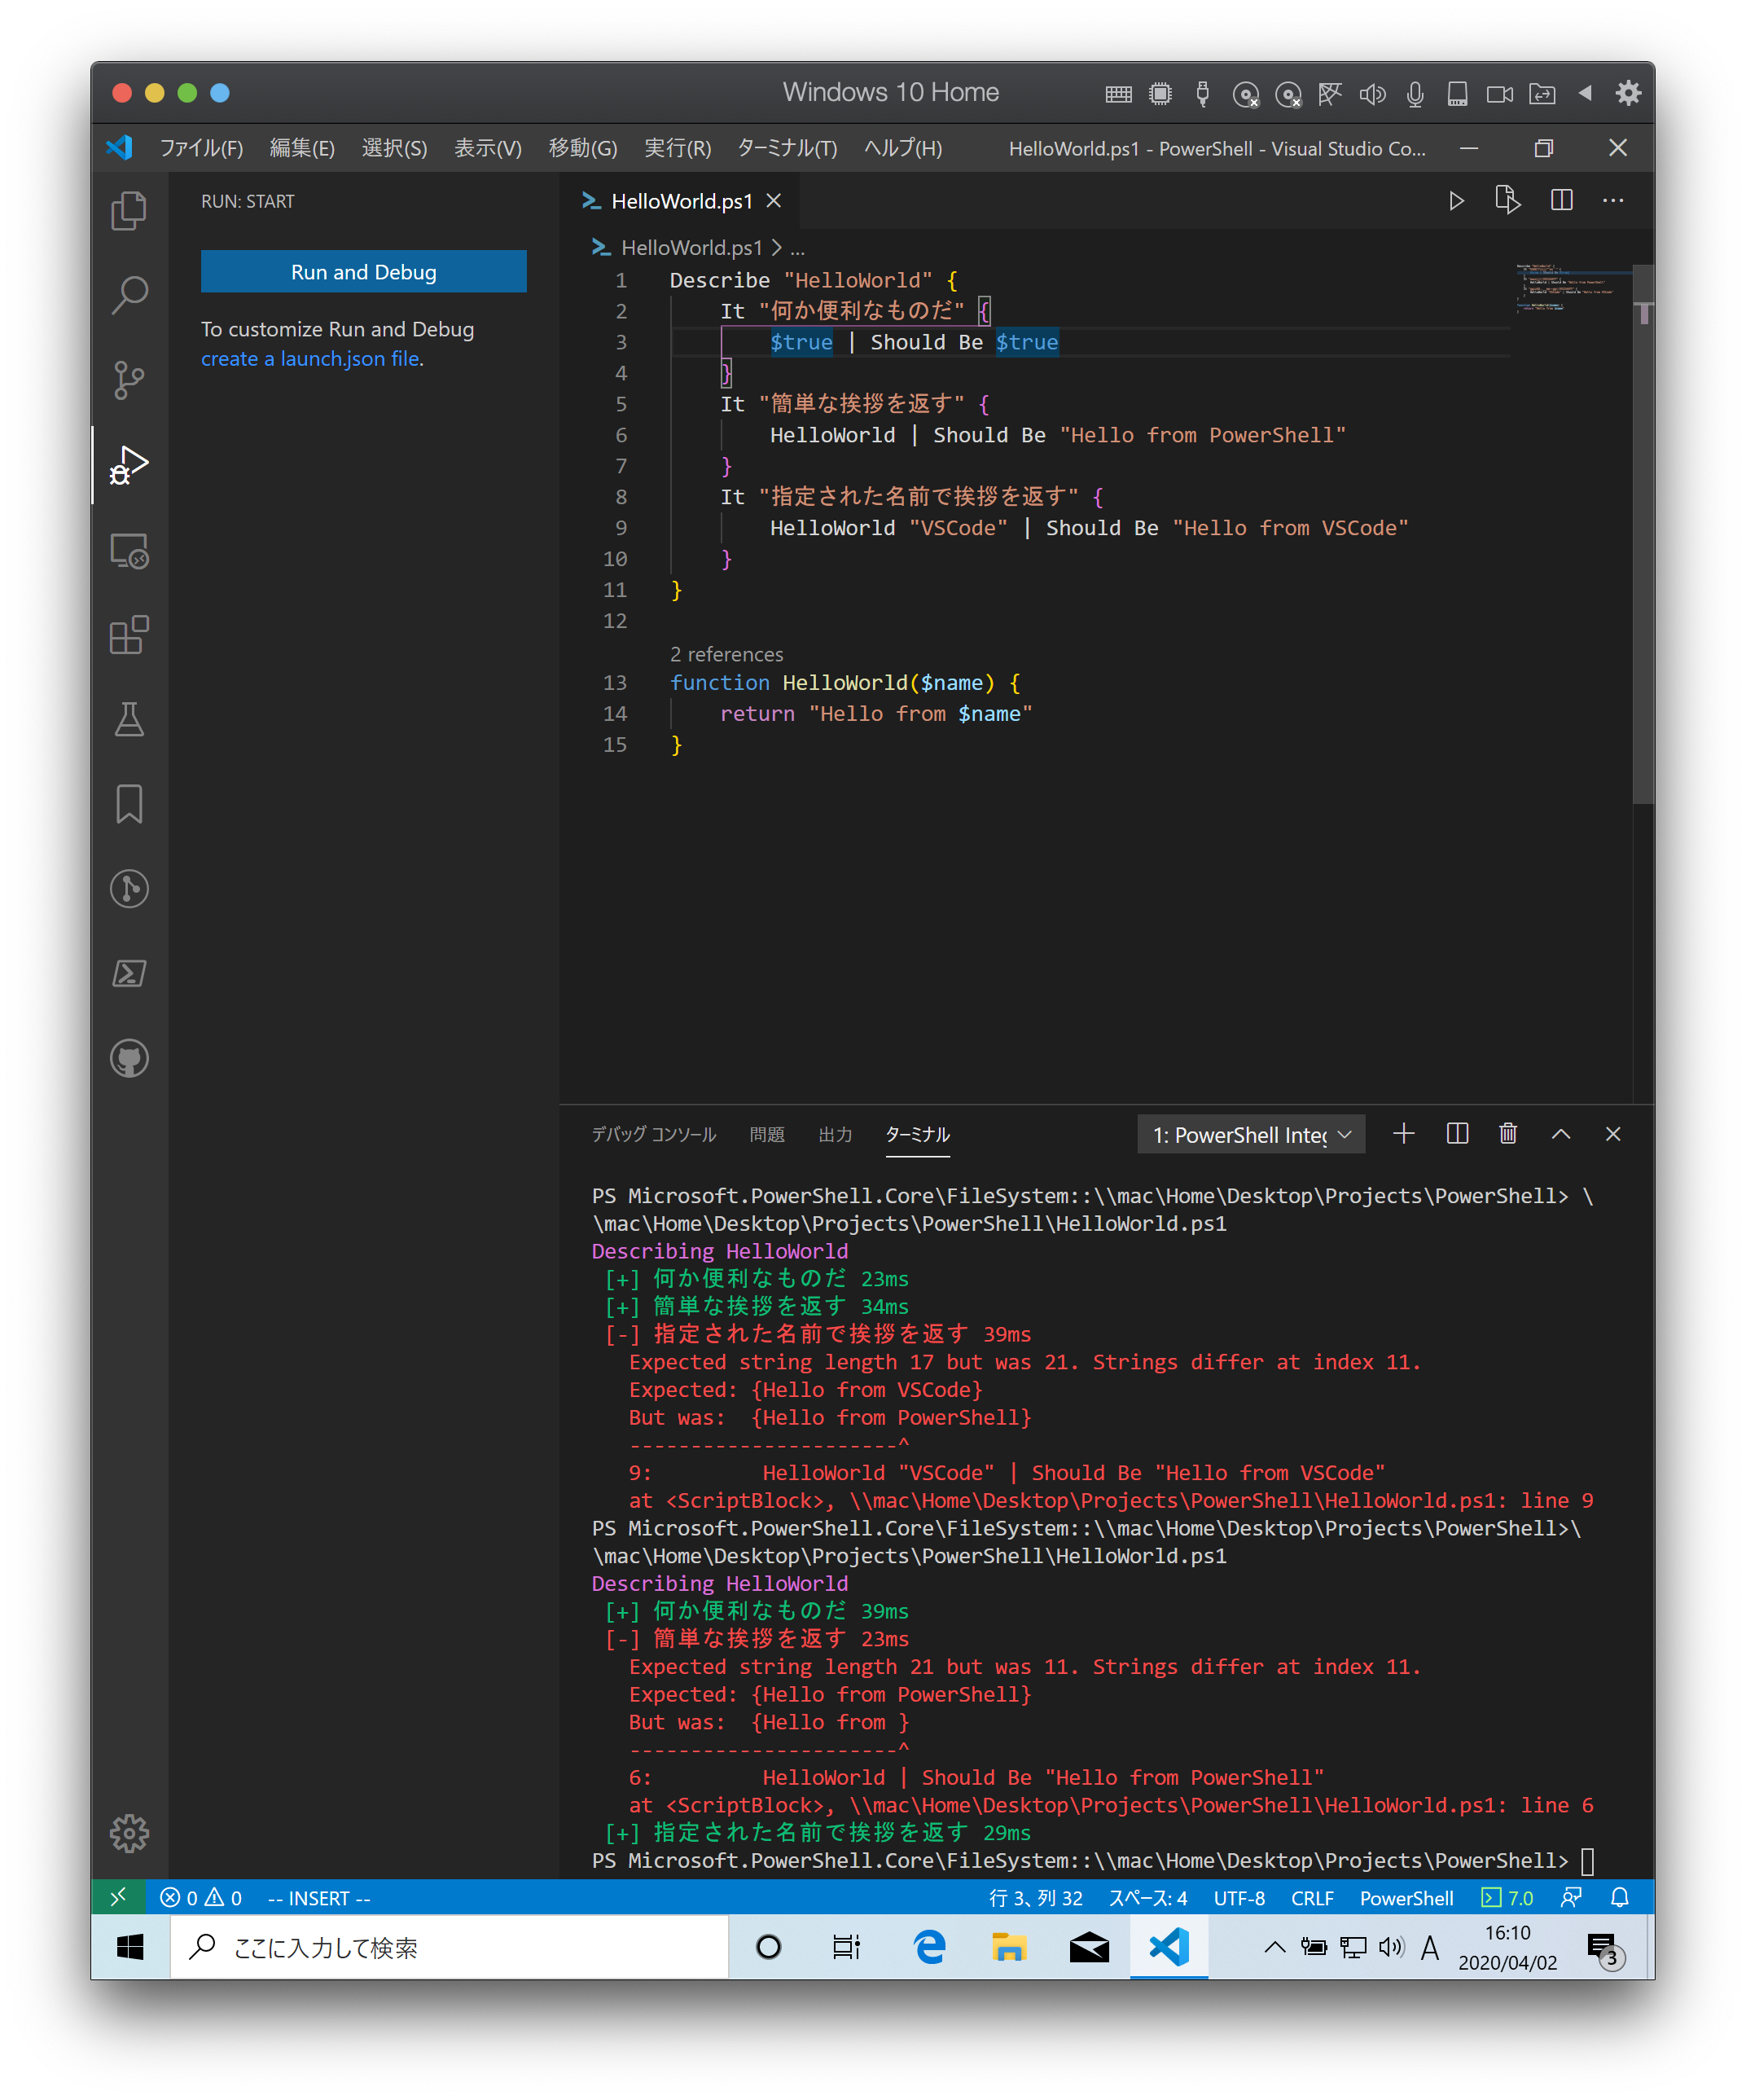 Windows 10 Home
ファイル(F) 編集(E) 選択(S) 表示(V) 移動(G) 実行(R) ターミナル(T) ヘルプ(H) HelloWorld.ps1 - PowerShell - Visual Studio Co...
RUN: START
Run and Debug
To customize Run and Debug
create a launch.json file.
HelloWorld.ps1
HelloWorld.ps1 > ...
1 Describe "HelloWorld" {
2 It "何か便利なものだ" {
3 $true | Should Be $true
4 }
5 It "簡単な挨拶を返す" {
6 HelloWorld | Should Be "Hello from PowerShell"
7 }
8 It "指定された名前で挨拶を返す" {
9 HelloWorld "VSCode" | Should Be "Hello from VSCode"
10 }
11 }
12
2 references
13 function HelloWorld($name) {
14 return "Hello from $name"
15 }
デバッグ コンソール 問題 出力 ターミナル 1: PowerShell Integ
PS Microsoft.PowerShell.Core\FileSystem::\\mac\Home\Desktop\Projects\PowerShell> \
\mac\Home\Desktop\Projects\PowerShell\HelloWorld.ps1
Describing HelloWorld
[+] 何か便利なものだ 23ms
[+] 簡単な挨拶を返す 34ms
[-] 指定された名前で挨拶を返す 39ms
Expected string length 17 but was 21. Strings differ at index 11.
Expected: {Hello from VSCode}
But was:  {Hello from PowerShell}
----------------------^
9: HelloWorld "VSCode" | Should Be "Hello from VSCode"
at <ScriptBlock>, \\mac\Home\Desktop\Projects\PowerShell\HelloWorld.ps1: line 9
PS Microsoft.PowerShell.Core\FileSystem::\\mac\Home\Desktop\Projects\PowerShell>\
\mac\Home\Desktop\Projects\PowerShell\HelloWorld.ps1
Describing HelloWorld
[+] 何か便利なものだ 39ms
[-] 簡単な挨拶を返す 23ms
Expected string length 21 but was 11. Strings differ at index 11.
Expected: {Hello from PowerShell}
But was:  {Hello from }
----------------------^
6: HelloWorld | Should Be "Hello from PowerShell"
at <ScriptBlock>, \\mac\Home\Desktop\Projects\PowerShell\HelloWorld.ps1: line 6
[+] 指定された名前で挨拶を返す 29ms
PS Microsoft.PowerShell.Core\FileSystem::\\mac\Home\Desktop\Projects\PowerShell>
0 0 -- INSERT -- 行 3、列 32 スペース: 4 UTF-8 CRLF PowerShell 7.0
ここに入力して検索 A 16:10
2020/04/02
3